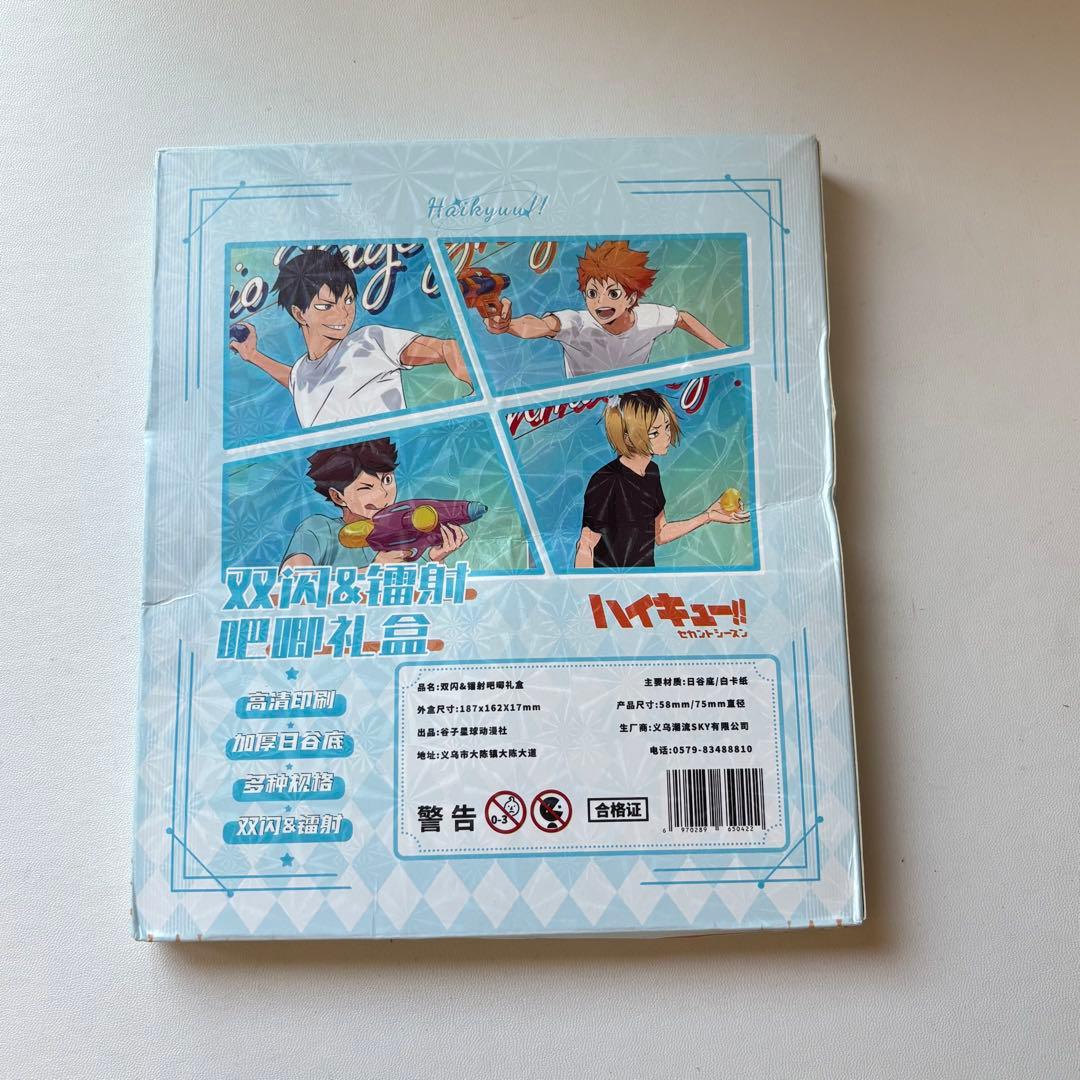 Haikyuu!!
双闪&镭射
吧唧礼盒
ハイキュー!!
セカンドシーズン
高清印刷
加厚日谷底
多种规格
双闪&镭射
品名:双闪&镭射吧唧礼盒
外盒尺寸:187x162X17mm
出品:谷子星球动漫社
地址:义乌市大陈镇大陈大道
主要材质:日谷底/白卡纸
产品尺寸:58mm/75mm直径
生厂商:义乌潮流SKY有限公司
电话:0579-83488810
警告
0-3
合格证
6 970289 650422